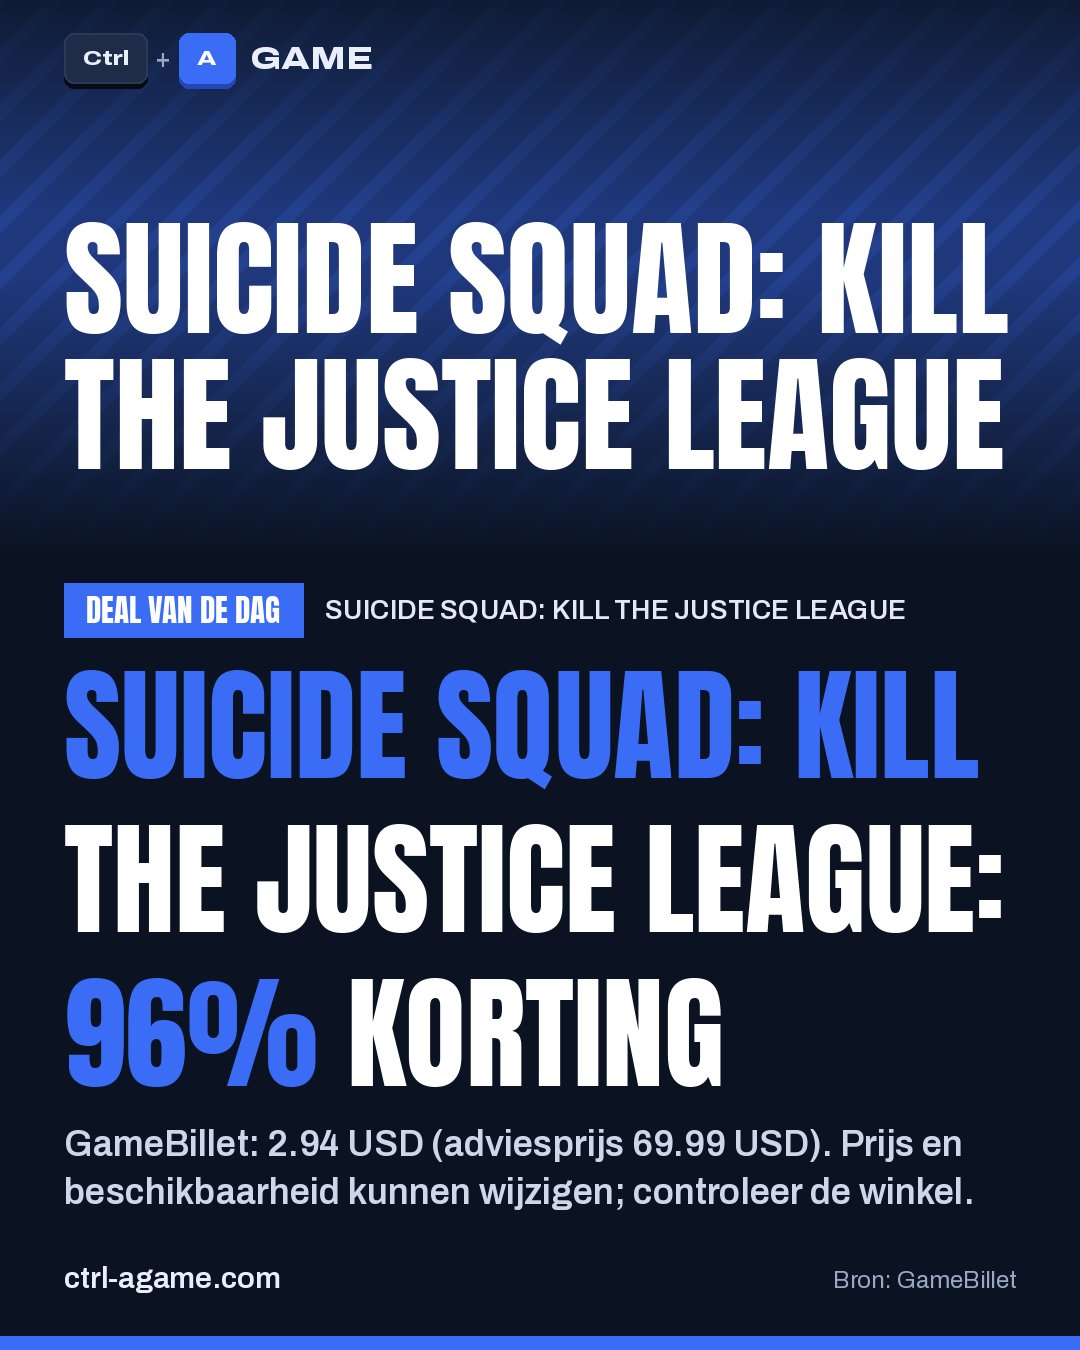 Ctrl + A GAME
SUICIDE SQUAD: KILL
THE JUSTICE LEAGUE
DEAL VAN DE DAG SUICIDE SQUAD: KILL THE JUSTICE LEAGUE
SUICIDE SQUAD: KILL
THE JUSTICE LEAGUE:
96% KORTING
GameBillet: 2.94 USD (adviesprijs 69.99 USD). Prijs en
beschikbaarheid kunnen wijzigen; controleer de winkel.
ctrl-agame.com Bron: GameBillet